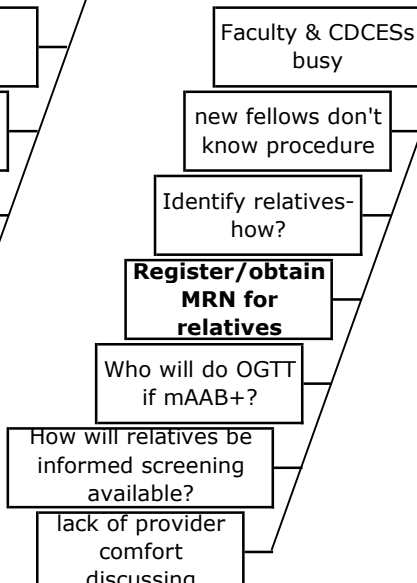 Faculty & CDCESs
busy
new fellows don't
know procedure
Identify relatives-
how?
Register/obtain
MRN for
relatives
Who will do OGTT
if mAAB+?
How will relatives be
informed screening
available?
lack of provider
comfort
discussing